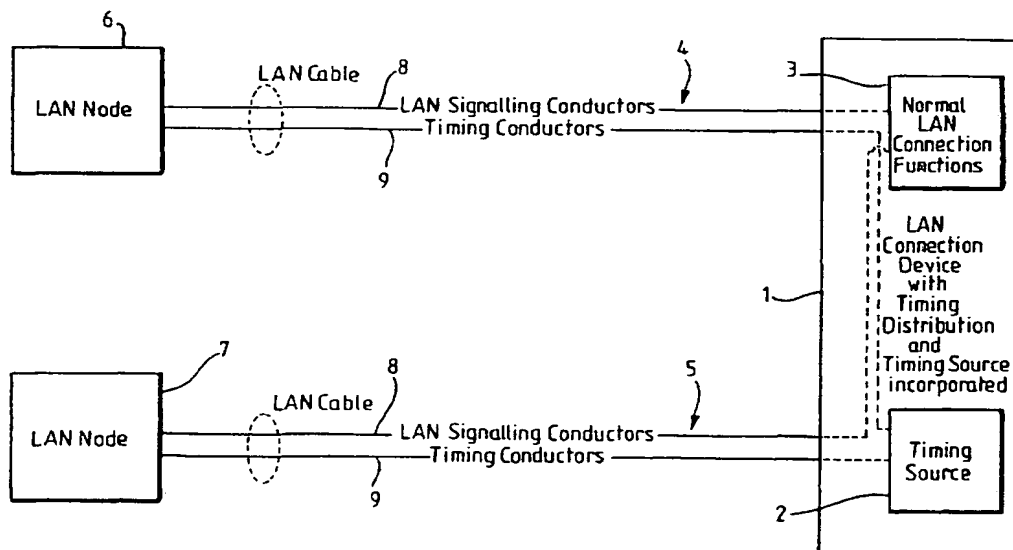 6
LAN Node
LAN Cable
8
LAN Signalling Conductors
Timing Conductors
9
4
3
Normal
LAN
Connection
Functions
1
LAN
Connection
Device
with
Timing
Distribution
and
Timing Source
incorporated
7
LAN Node
LAN Cable
8
LAN Signalling Conductors
Timing Conductors
9
5
Timing
Source
2